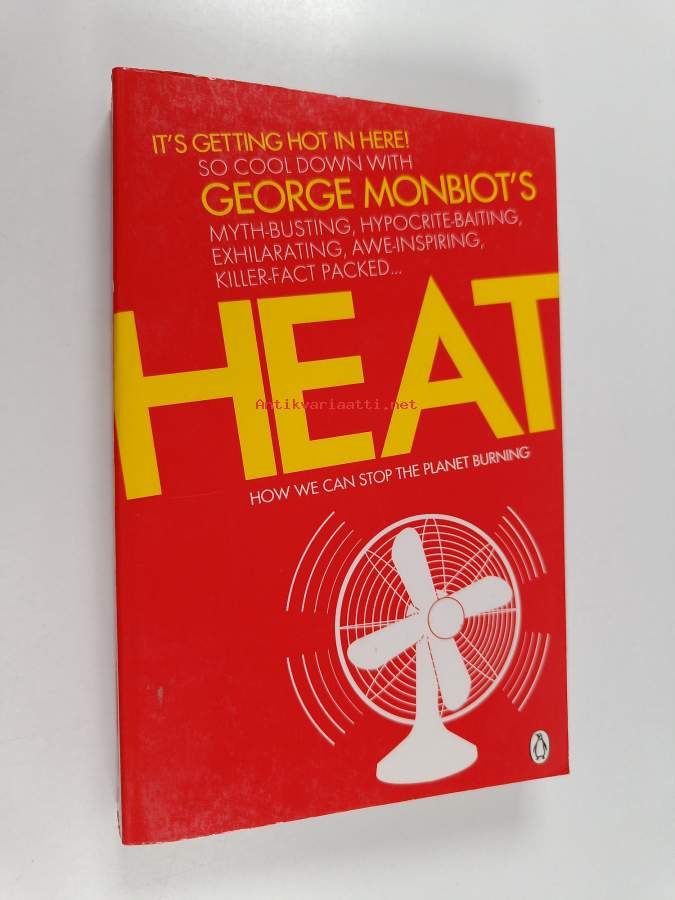 IT'S GETTING HOT IN HERE!
SO COOL DOWN WITH
GEORGE MONBIOT'S
MYTH-BUSTING, HYPOCRITE-BAITING,
EXHILARATING, AWE-INSPIRING,
KILLER-FACT PACKED...
HEAT
Antikvariaatti.net
HOW WE CAN STOP THE PLANET BURNING